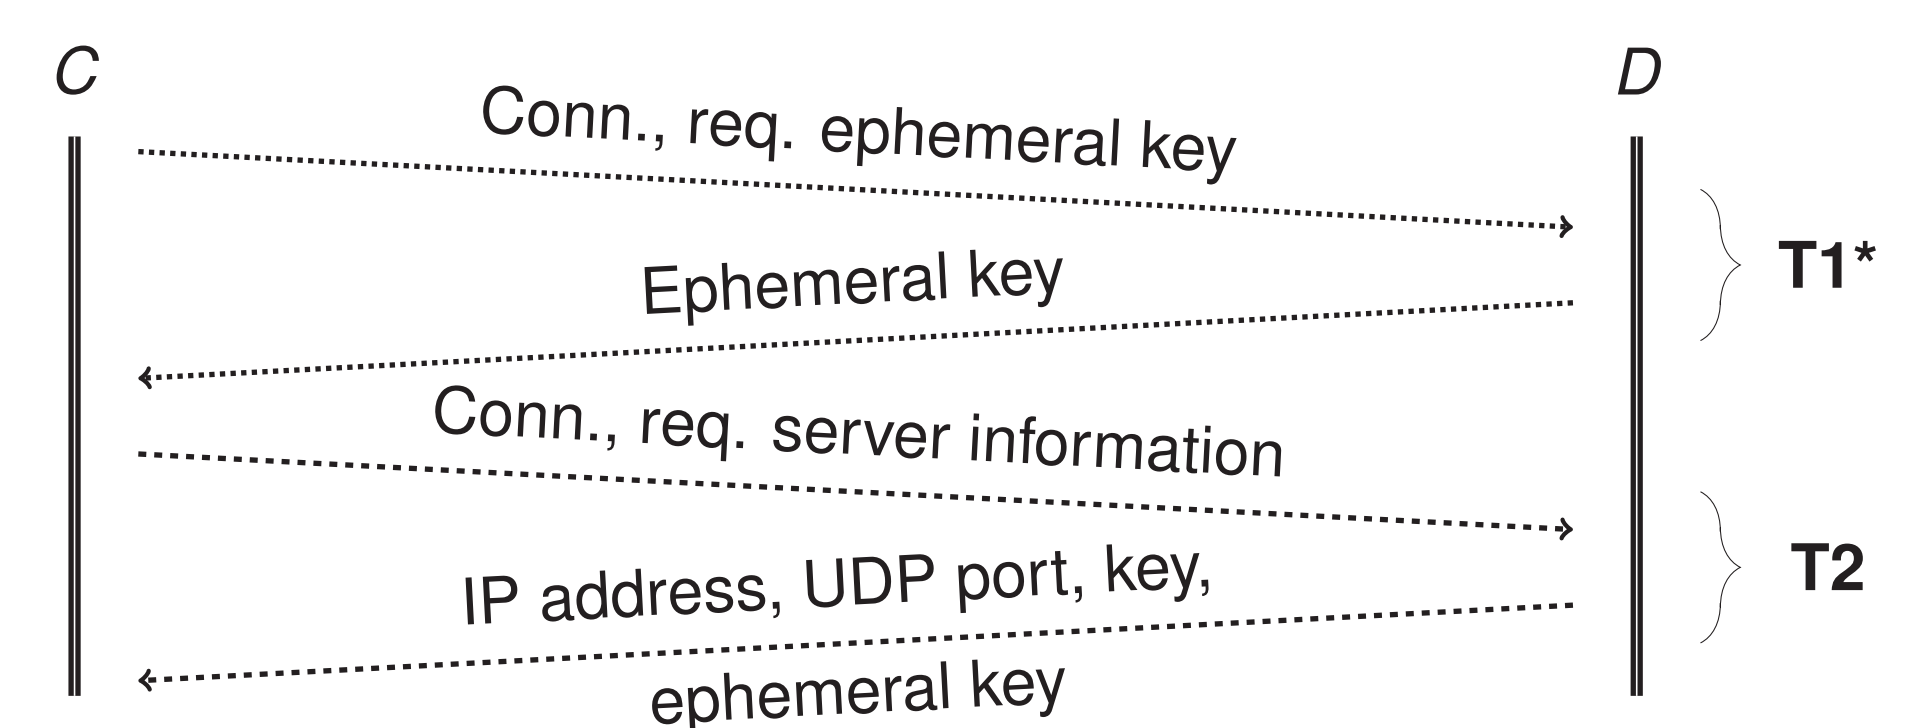 C
D
Conn., req. ephemeral key
T1*
Ephemeral key
Conn., req. server information
T2
IP address, UDP port, key,
ephemeral key